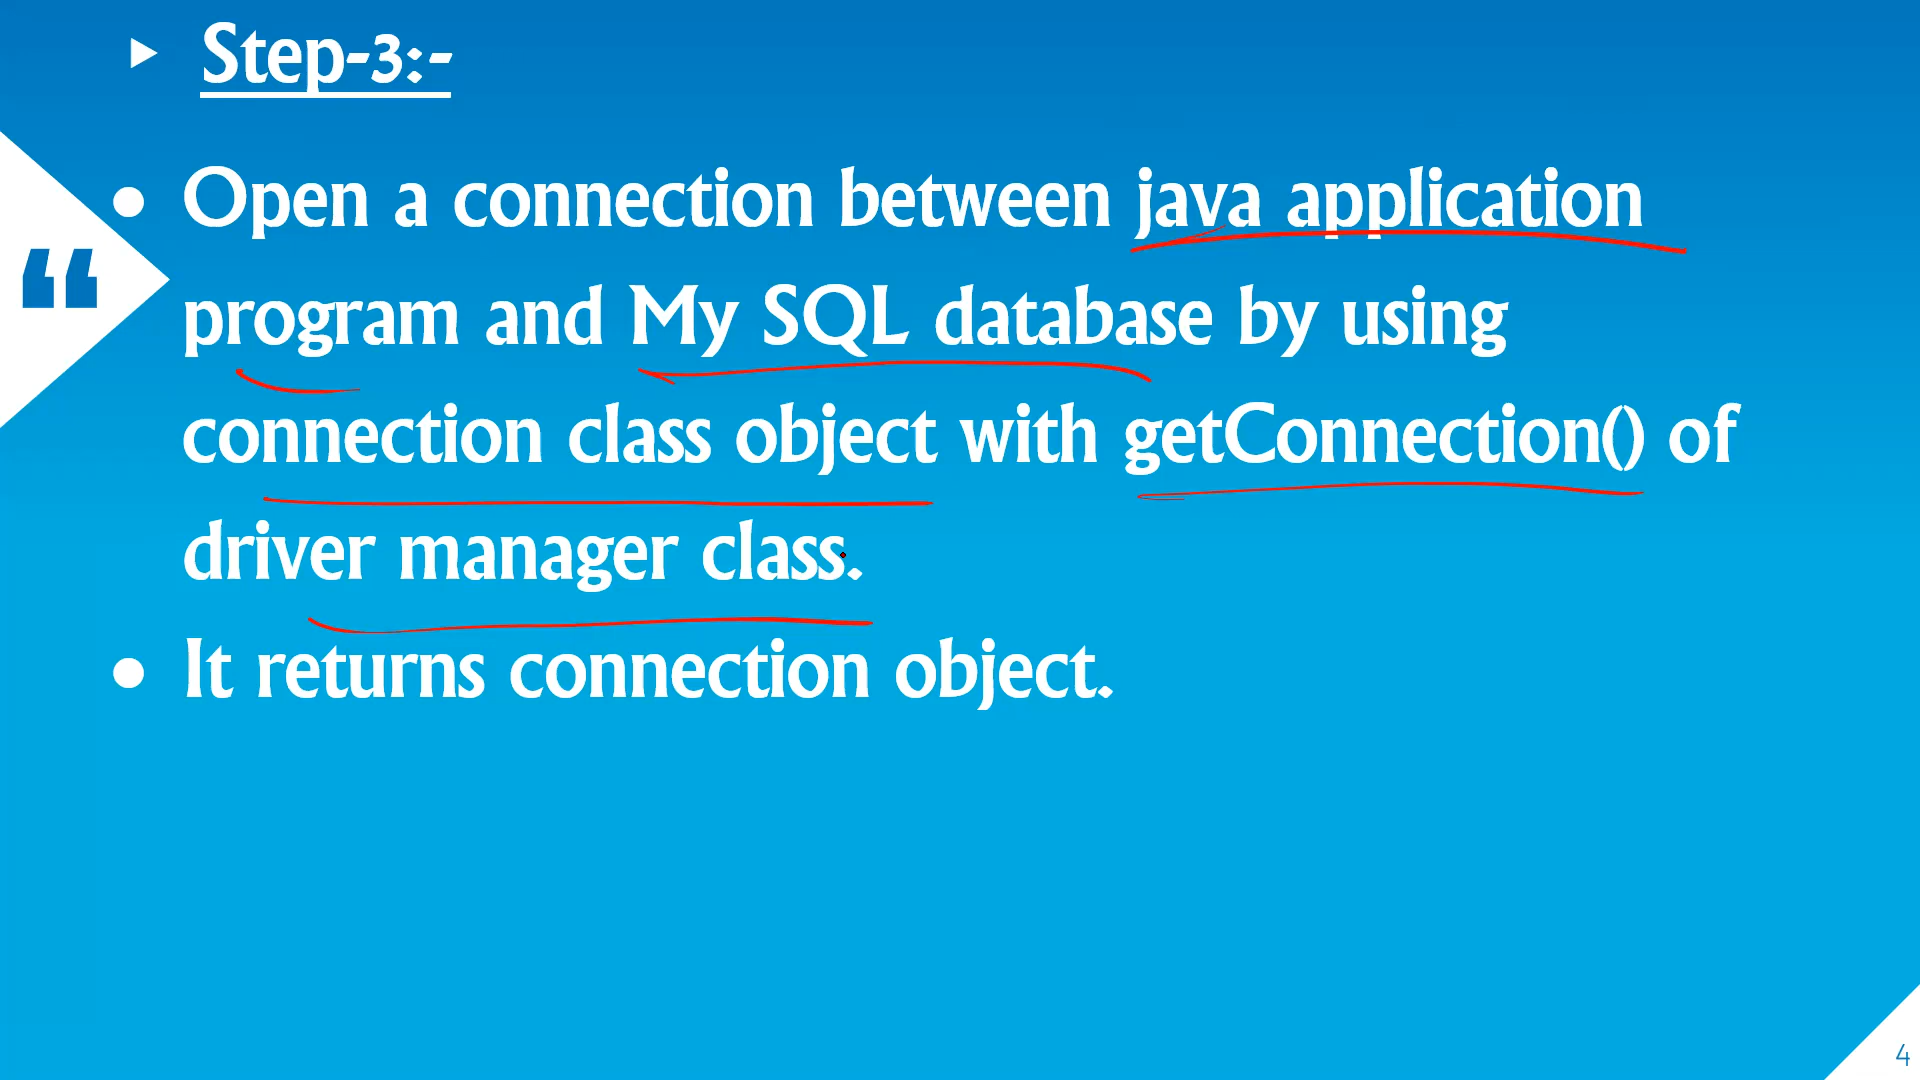 ▶ Step-3:-
• Open a connection between java application
“
program and My SQL database by using
connection class object with getConnection() of
driver manager class.
• It returns connection object.
4